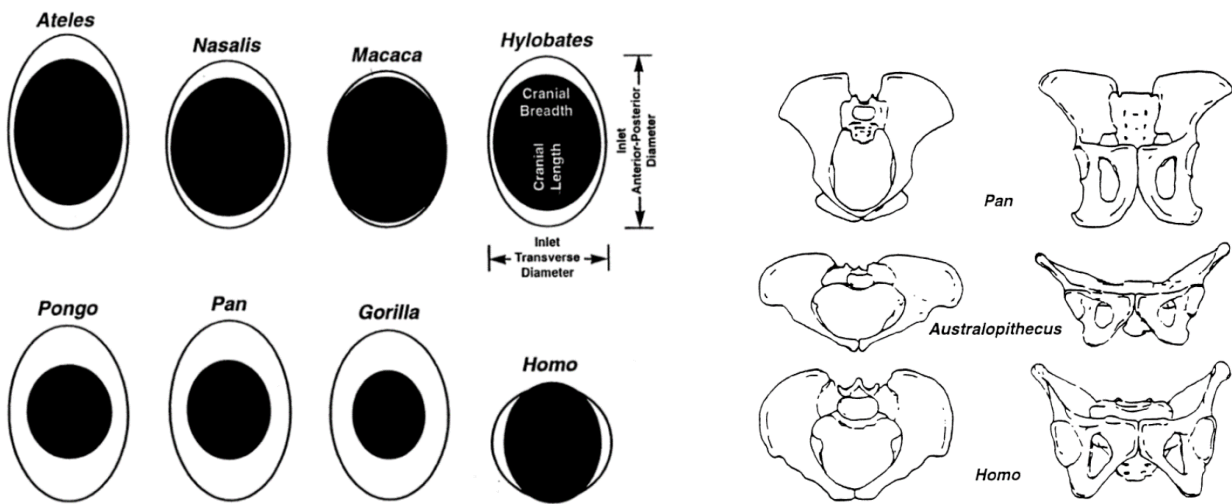 Ateles
Nasalis
Macaca
Hylobates
Cranial
Breadth
Cranial
Length
Inlet
Anterior-Posterior
Diameter
Inlet
Transverse
Diameter
Pongo
Pan
Gorilla
Homo
Pan
Australopithecus
Homo